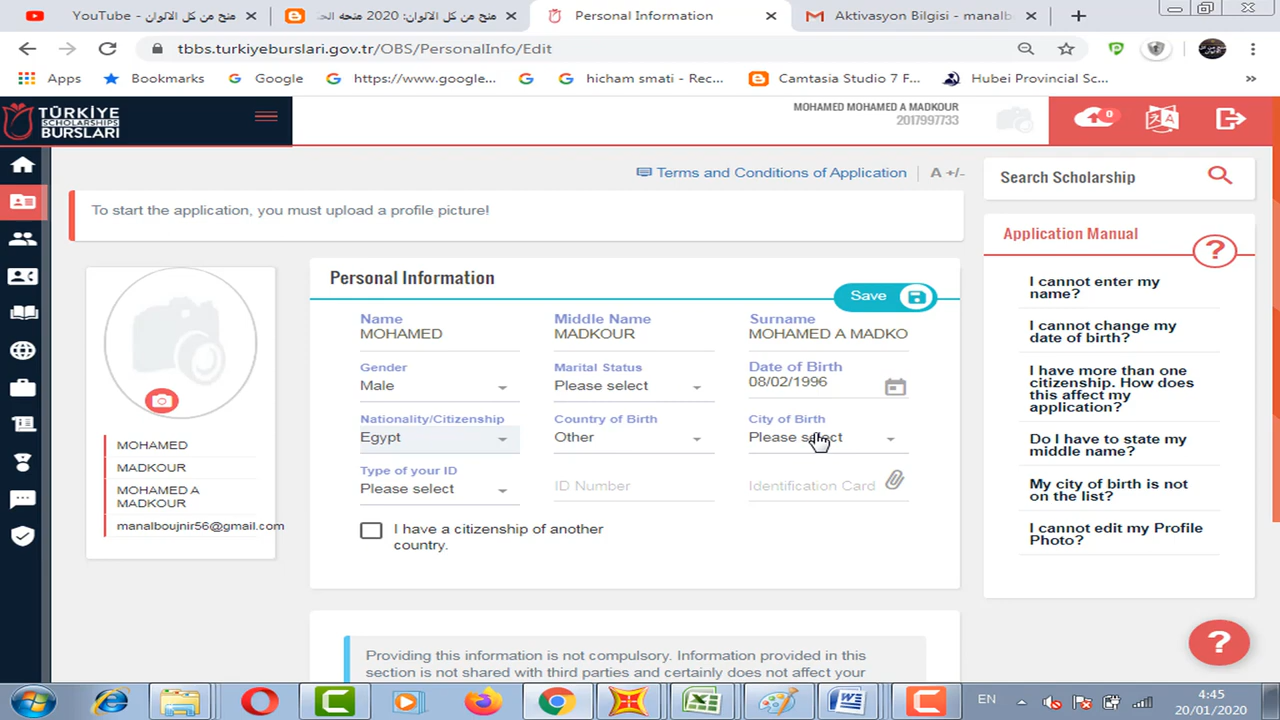 YouTube - منح من كل الالوان
منح من كل الالوان: 2020 منحه الحـ
Personal Information
Aktivasyon Bilgisi - manalb
tbbs.turkiyeburslari.gov.tr/OBS/PersonalInfo/Edit
Apps
Bookmarks
Google
https://www.google...
hicham smati - Rec...
Camtasia Studio 7 F...
Hubei Provincial Sc...
»
TÜRKİYE
SCHOLARSHIPS
BURSLARI
MOHAMED MOHAMED A MADKOUR
2017997733
0
Terms and Conditions of Application
A +/-
Search Scholarship
To start the application, you must upload a profile picture!
Application Manual
?
I cannot enter my
name?
I cannot change my
date of birth?
I have more than one
citizenship. How does
this affect my
application?
Do I have to state my
middle name?
My city of birth is not
on the list?
I cannot edit my Profile
Photo?
MOHAMED
MADKOUR
MOHAMED A
MADKOUR
manalboujnir56@gmail.com
Personal Information
Save
Name
MOHAMED
Middle Name
MADKOUR
Surname
MOHAMED A MADKO
Gender
Male
Marital Status
Please select
Date of Birth
08/02/1996
Nationality/Citizenship
Egypt
Country of Birth
Other
City of Birth
Please select
Type of your ID
Please select
ID Number
Identification Card
I have a citizenship of another
country.
Providing this information is not compulsory. Information provided in this
section is not shared with third parties and certainly does not affect your
?
EN
4:45
20/01/2020